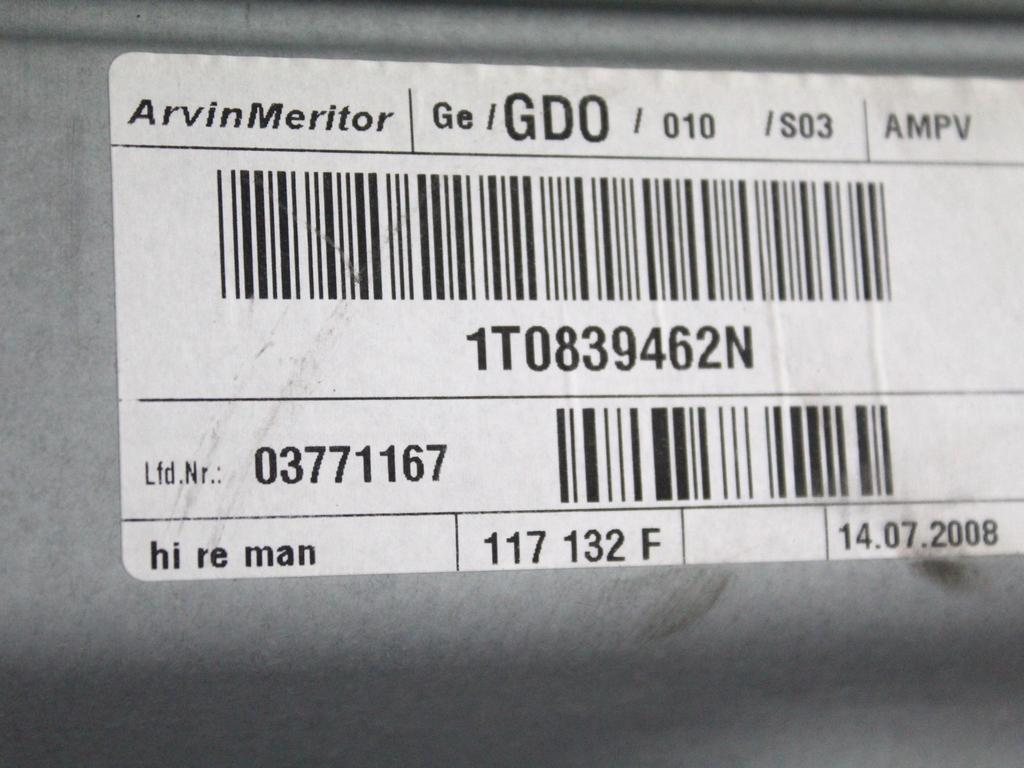 ArvinMeritor Ge / GDO / 010 / S03 AMPV
1T0839462N
Lfd.Nr.: 03771167
hi re man 117 132 F 14.07.2008